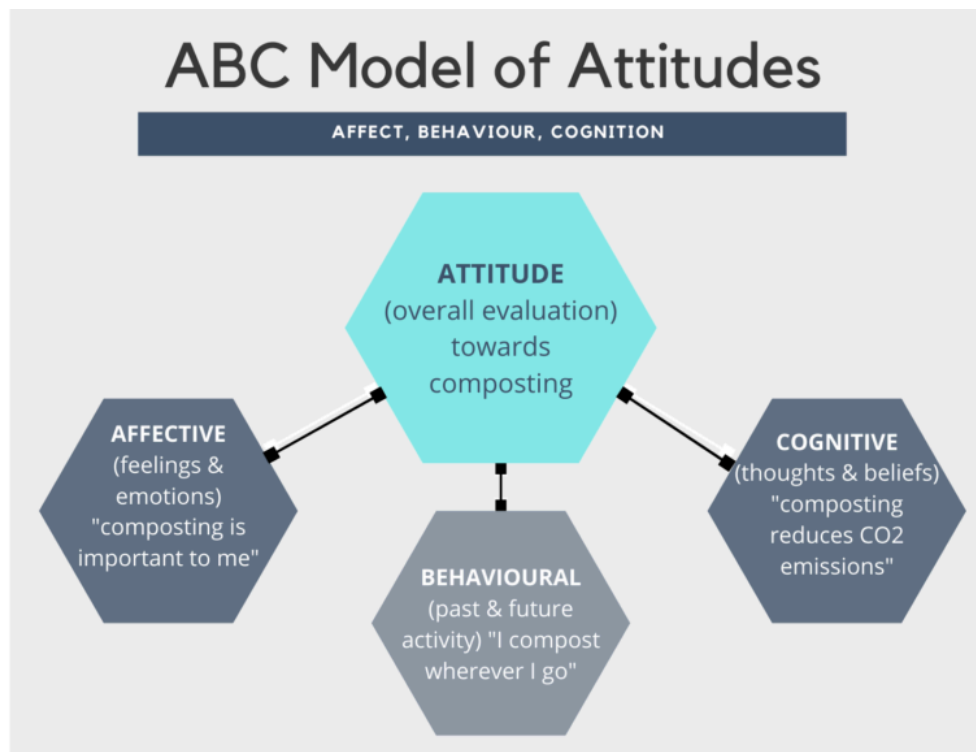 ABC Model of Attitudes
AFFECT, BEHAVIOUR, COGNITION
ATTITUDE
(overall evaluation)
towards
composting
AFFECTIVE
(feelings &
emotions)
"composting is
important to me"
BEHAVIOURAL
(past & future
activity) "I compost
wherever I go"
COGNITIVE
(thoughts & beliefs)
"composting
reduces CO2
emissions"